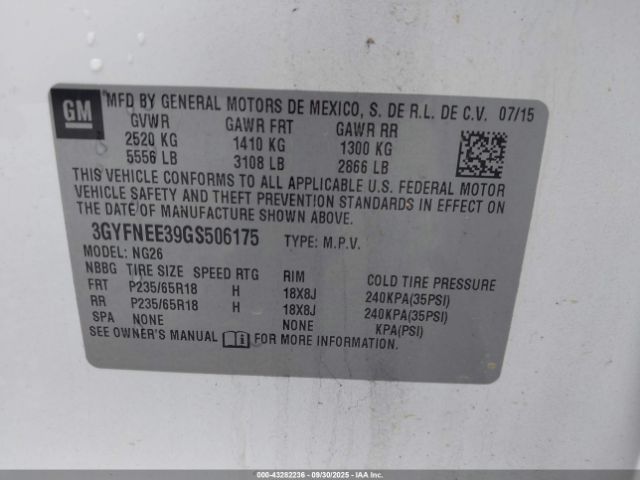 GM MFD BY GENERAL MOTORS DE MEXICO, S. DE R.L. DE C.V. 07/15
GVWR GAWR FRT GAWR RR
2520 KG 1410 KG 1300 KG
5556 LB 3108 LB 2866 LB
THIS VEHICLE CONFORMS TO ALL APPLICABLE U.S. FEDERAL MOTOR
VEHICLE SAFETY AND THEFT PREVENTION STANDARDS IN EFFECT ON
THE DATE OF MANUFACTURE SHOWN ABOVE.
3GYFNEE39GS506175 TYPE: M.P.V.
MODEL: NG26
NBBG TIRE SIZE SPEED RTG RIM COLD TIRE PRESSURE
FRT P235/65R18 H 18X8J 240KPA(35PSI)
RR P235/65R18 H 18X8J 240KPA(35PSI)
SPA NONE NONE KPA(PSI)
SEE OWNER'S MANUAL FOR MORE INFORMATION.
000-43282236 - 09/30/2025 - IAAI.COM